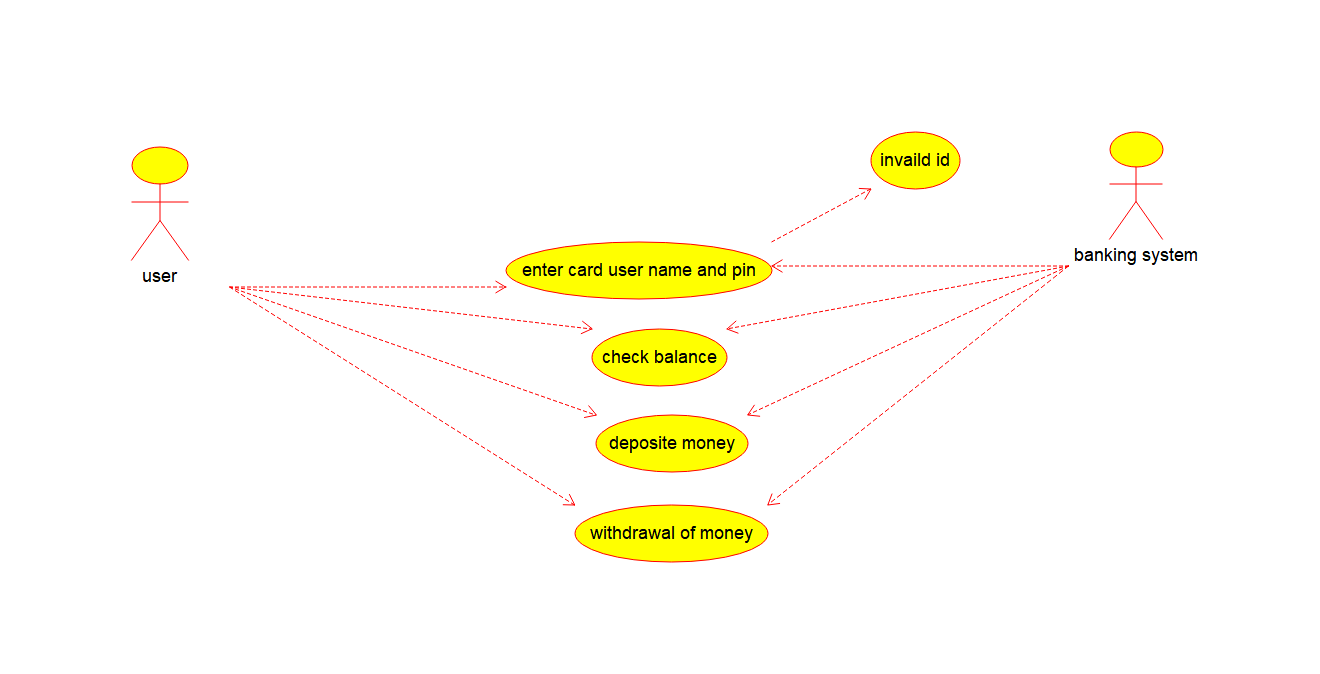 invaild id
banking system
enter card user name and pin
user
check balance
deposite money
withdrawal of money